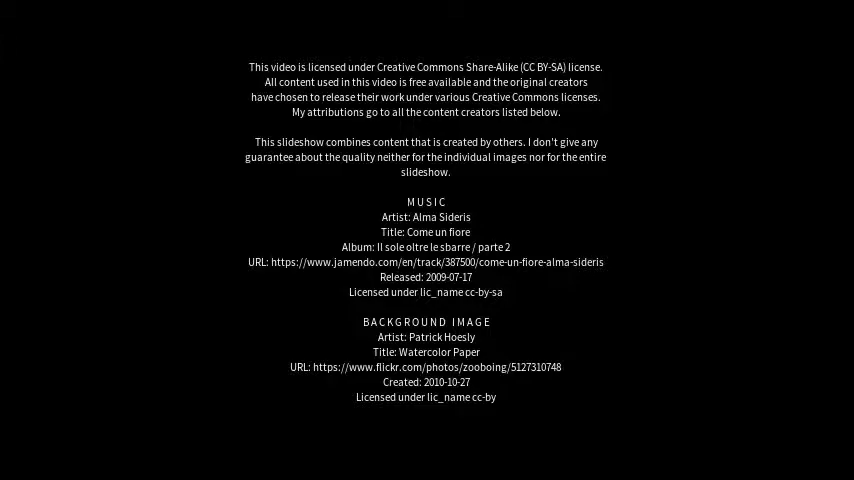 This video is licensed under Creative Commons Share-Alike (CC BY-SA) license.
All content used in this video is free available and the original creators
have chosen to release their work under various Creative Commons licenses.
My attributions go to all the content creators listed below.
This slideshow combines content that is created by others. I don't give any
guarantee about the quality neither for the individual images nor for the entire
slideshow.
MUSIC
Artist: Alma Sideris
Title: Come un fiore
Album: Il sole oltre le sbarre / parte 2
URL: https://www.jamendo.com/en/track/387500/come-un-fiore-alma-sideris
Released: 2009-07-17
Licensed under lic_name cc-by-sa
BACKGROUND IMAGE
Artist: Patrick Hoesly
Title: Watercolor Paper
URL: https://www.flickr.com/photos/zooboing/5127310748
Created: 2010-10-27
Licensed under lic_name cc-by